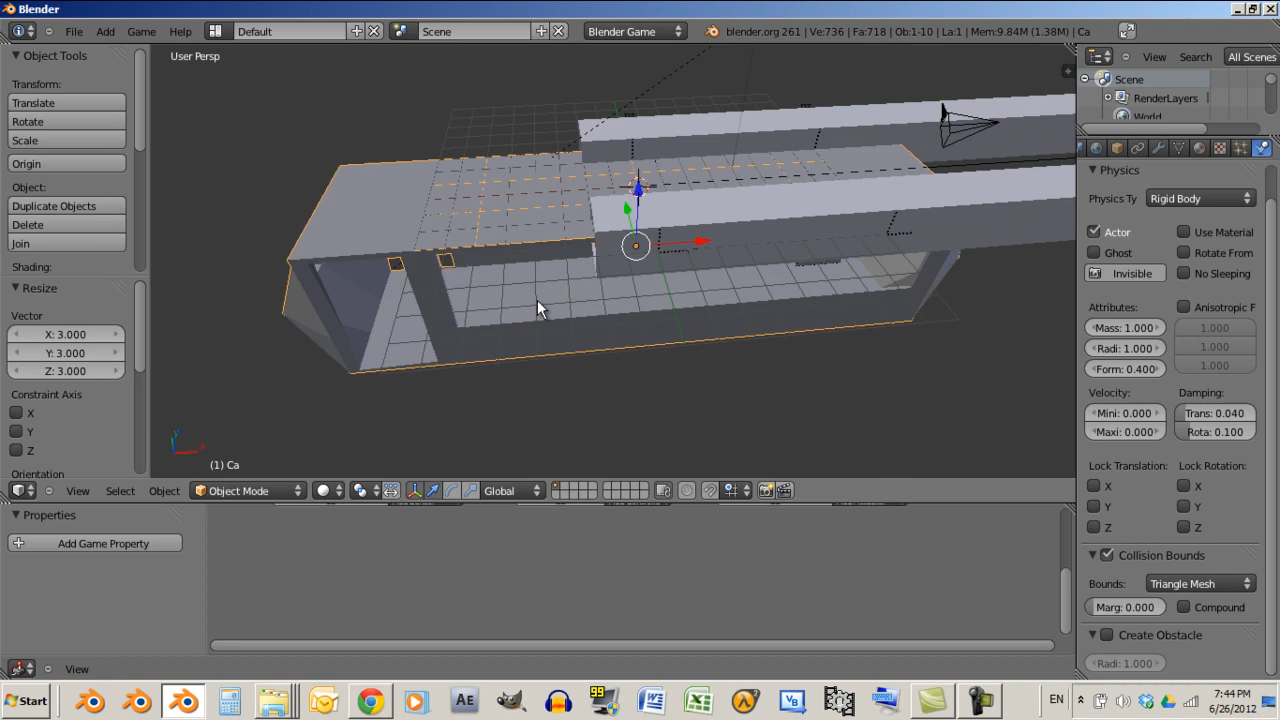 Blender
File Add Game Help Default Scene Blender Game blender.org 261 | Ve:736 | Fa:718 | Ob:1-10 | La:1 | Mem:9.84M (1.38M) | Ca
Object Tools
Transform:
Translate
Rotate
Scale
Origin
Object:
Duplicate Objects
Delete
Join
Shading:
Resize
Vector
X: 3.000
Y: 3.000
Z: 3.000
Constraint Axis
X
Y
Z
Orientation
User Persp
(1) Ca
View Select Object Object Mode Global
Properties
Add Game Property
View
View Search All Scenes
Scene
RenderLayers
World
Physics
Physics Ty Rigid Body
Actor Use Material
Ghost Rotate From
Invisible No Sleeping
Attributes: Anisotropic F
Mass: 1.000 1.000
Radi: 1.000 1.000
Form: 0.400 1.000
Velocity: Damping:
Mini: 0.000 Trans: 0.040
Maxi: 0.000 Rota: 0.100
Lock Translation: Lock Rotation:
X X
Y Y
Z Z
Collision Bounds
Bounds: Triangle Mesh
Marg: 0.000 Compound
Create Obstacle
Radi: 1.000
Start AE 99 EN 7:44 PM
6/26/2012